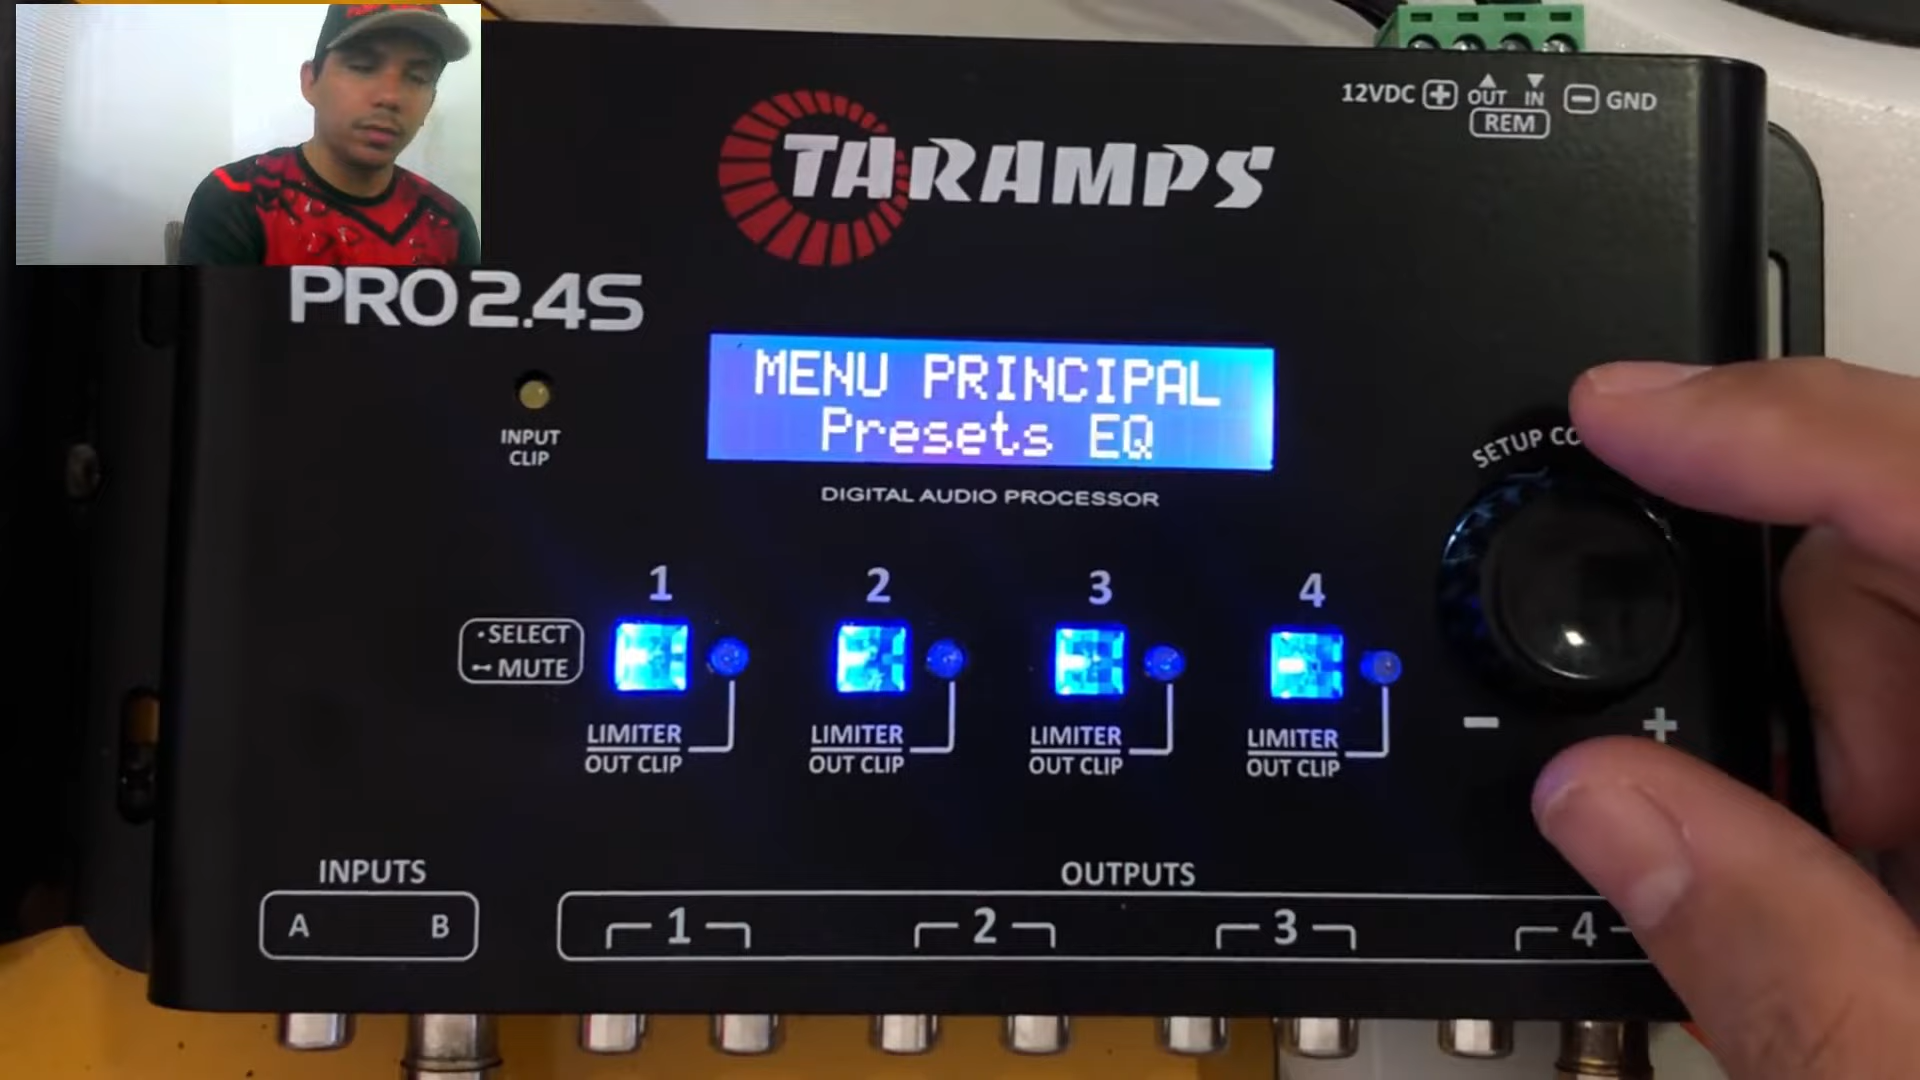 TARAMPS
12VDC + OUT IN - GND
REM
PRO 2.4S
MENU PRINCIPAL
Presets EQ
INPUT
CLIP
SETUP
DIGITAL AUDIO PROCESSOR
1 2 3 4
SELECT
MUTE
LIMITER LIMITER LIMITER LIMITER
OUT CLIP OUT CLIP OUT CLIP OUT CLIP
- +
INPUTS OUTPUTS
A B 1 2 3 4